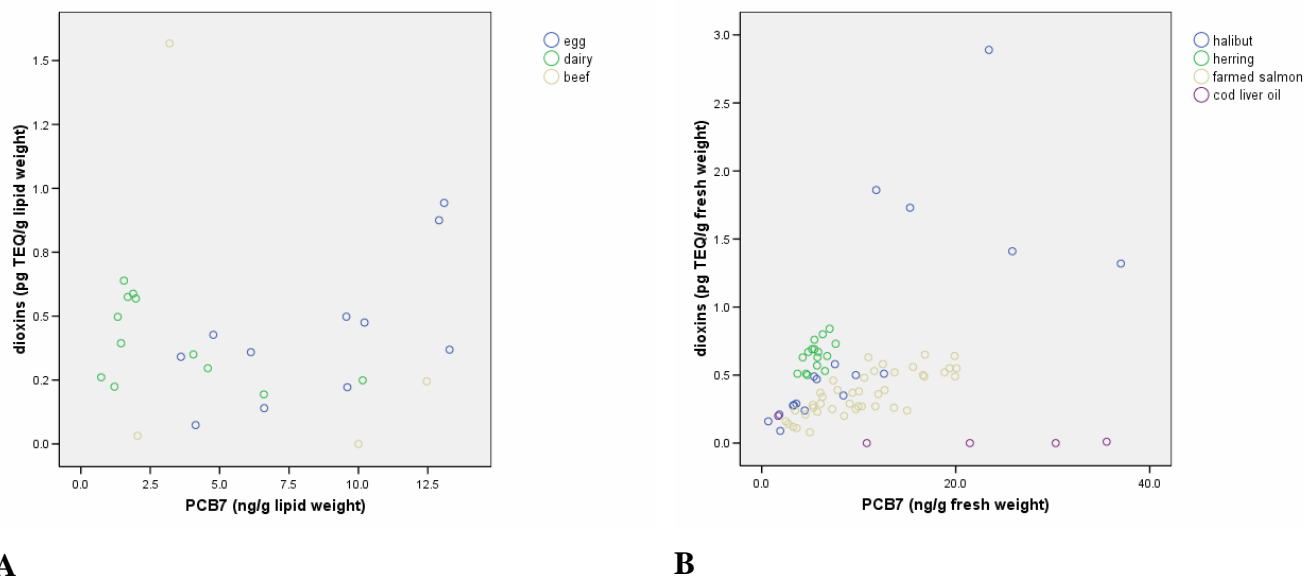 egg
dairy
beef
1.5
1.2
1.0
0.8
0.5
0.2
0.0
dioxins (pg TEQ/g lipid weight)
0.0 2.5 5.0 7.5 10.0 12.5
PCB7 (ng/g lipid weight)
A
halibut
herring
farmed salmon
cod liver oil
3.0
2.5
2.0
1.5
1.0
0.5
0.0
dioxins (pg TEQ/g fresh weight)
0.0 20.0 40.0
PCB7 (ng/g fresh weight)
B